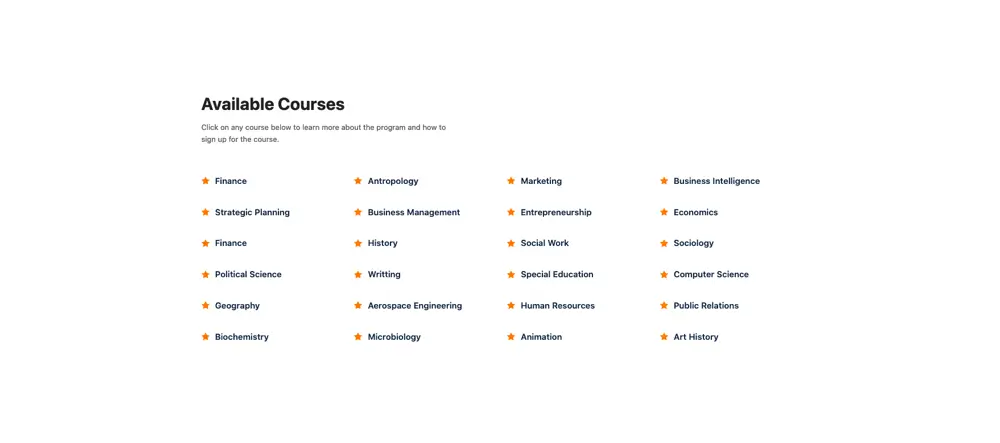 Available Courses
Click on any course below to learn more about the program and how to
sign up for the course.
Finance
Antropology
Marketing
Business Intelligence
Strategic Planning
Business Management
Entrepreneurship
Economics
Finance
History
Social Work
Sociology
Political Science
Writting
Special Education
Computer Science
Geography
Aerospace Engineering
Human Resources
Public Relations
Biochemistry
Microbiology
Animation
Art History